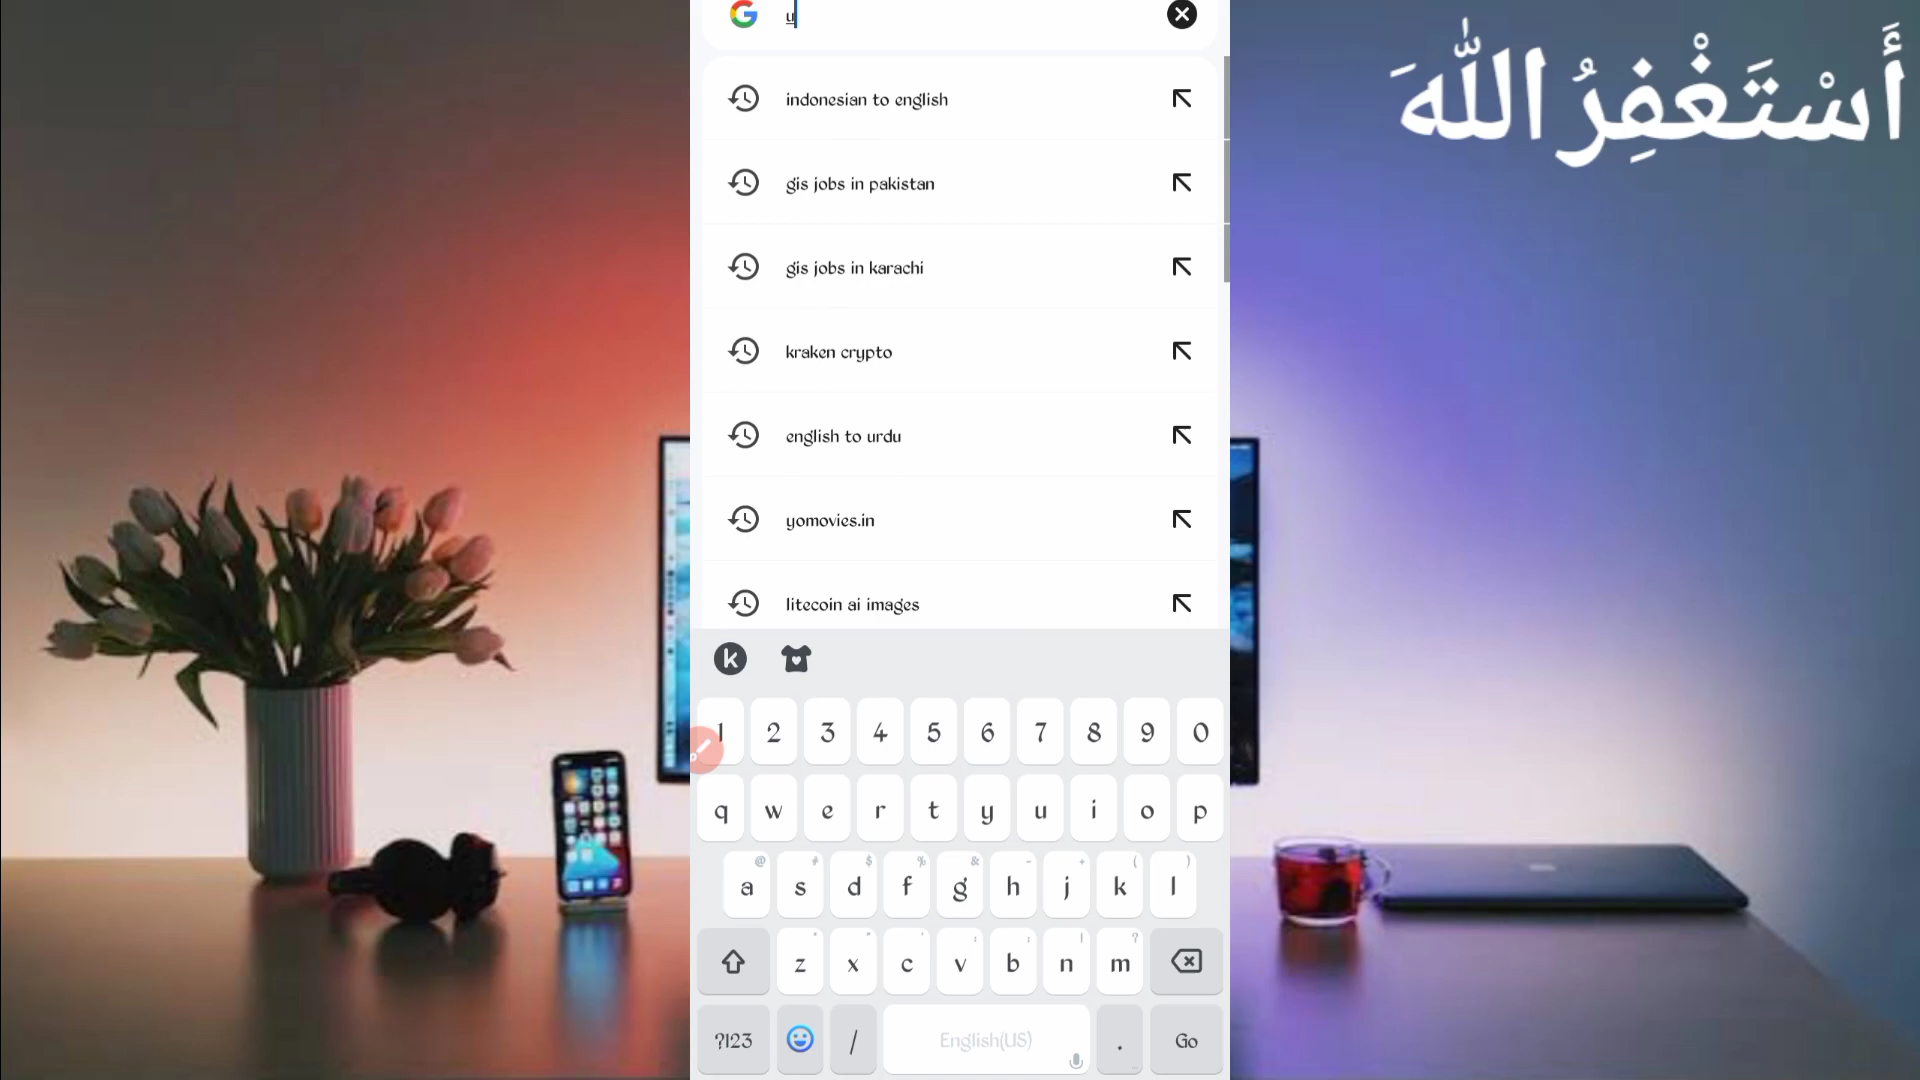 u
أَسْتَغْفِرُ اللّٰهَ
indonesian to english
gis jobs in pakistan
gis jobs in karachi
kraken crypto
english to urdu
yomovies.in
litecoin ai images
1 2 3 4 5 6 7 8 9 0
q w e r t y u i o p
a s d f g h j k l
z x c v b n m
?123 / English(US) . Go